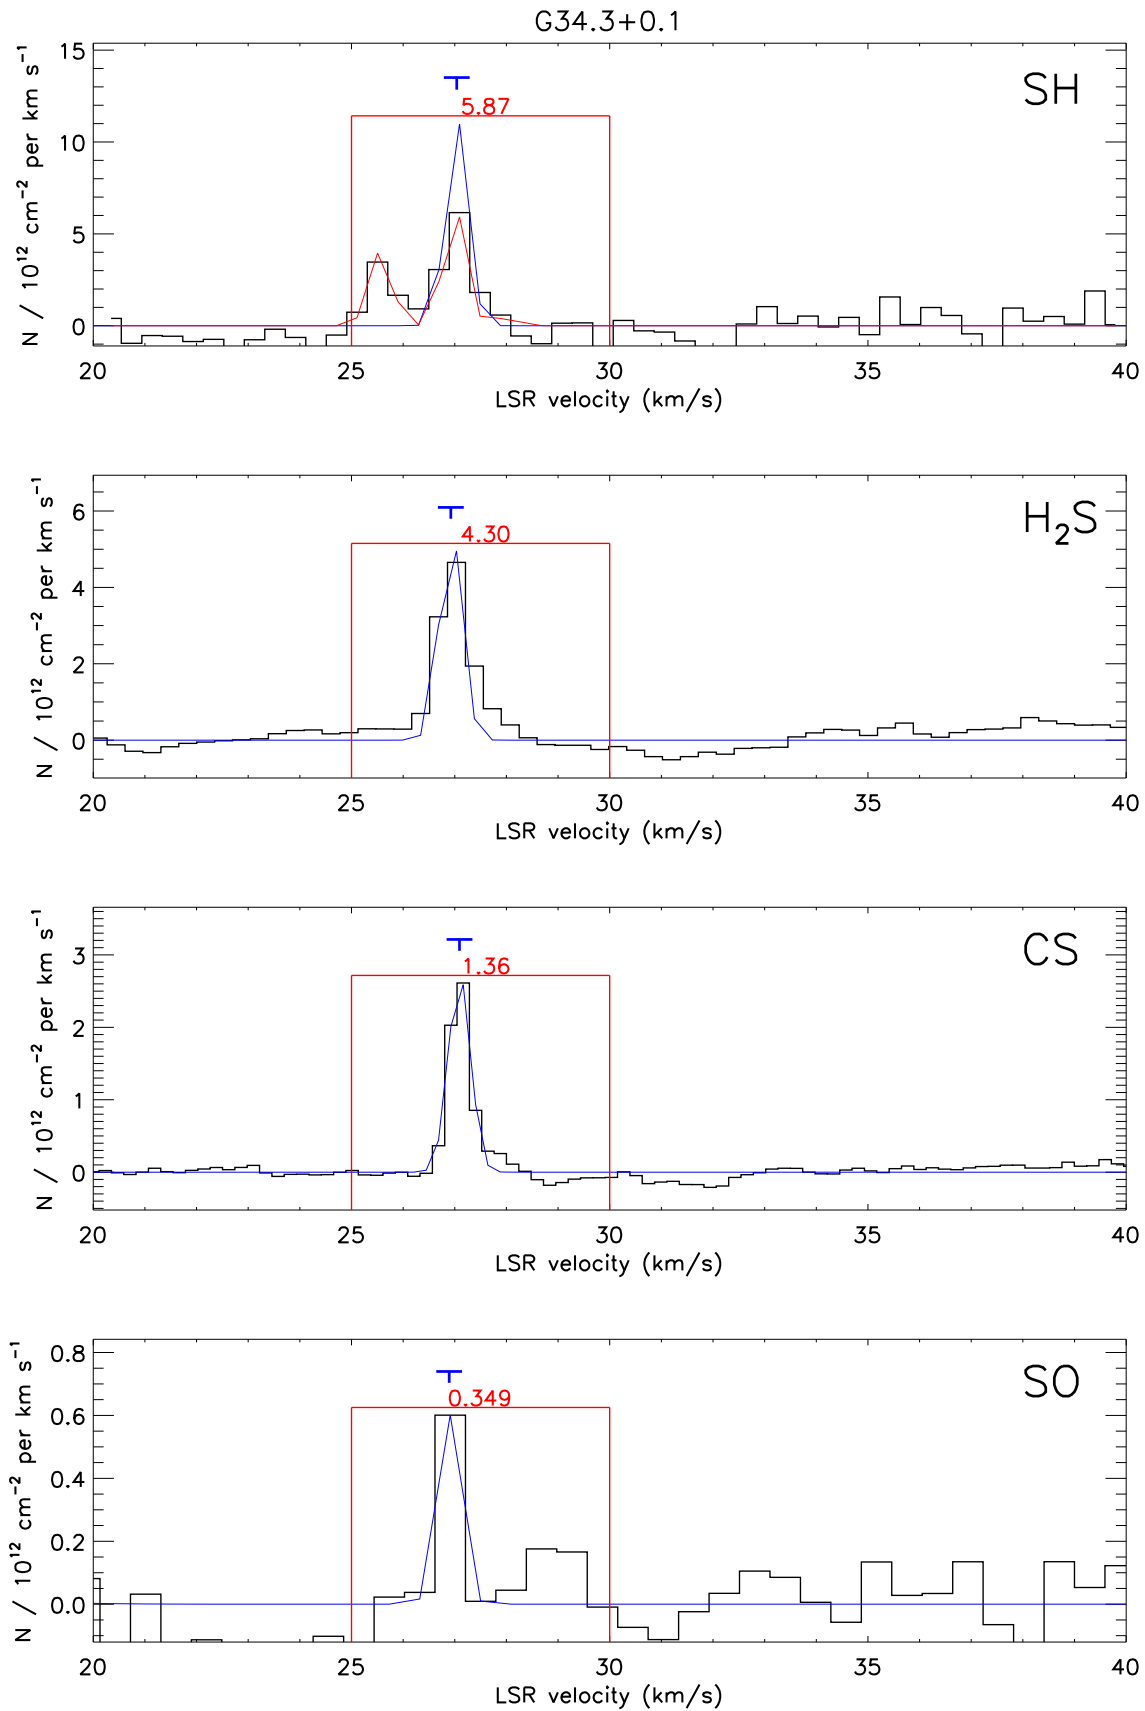 G34.3+0.1
SH
5.87
15
10
5
0
N / 10¹² cm⁻² per km s⁻¹
20 25 30 35 40
LSR velocity (km/s)
H₂S
4.30
6
4
2
0
N / 10¹² cm⁻² per km s⁻¹
20 25 30 35 40
LSR velocity (km/s)
CS
1.36
3
2
1
0
N / 10¹² cm⁻² per km s⁻¹
20 25 30 35 40
LSR velocity (km/s)
SO
0.349
0.8
0.6
0.4
0.2
0.0
N / 10¹² cm⁻² per km s⁻¹
20 25 30 35 40
LSR velocity (km/s)